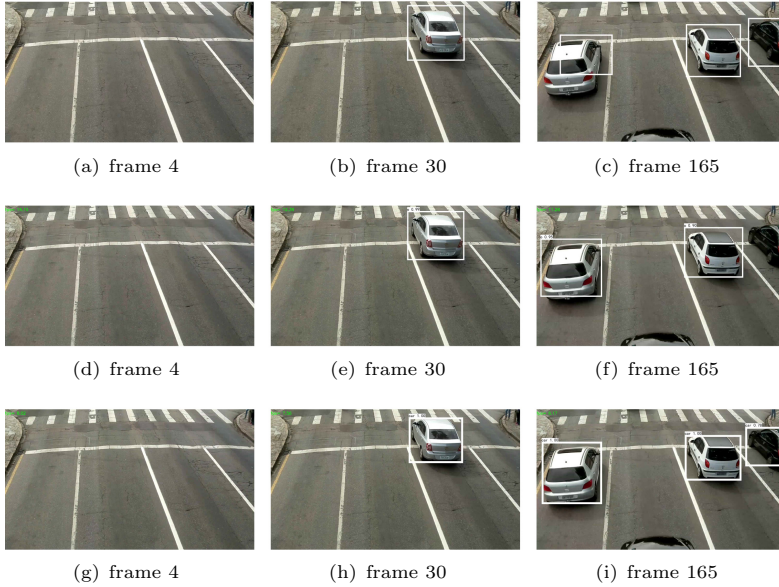 (a) frame 4
(b) frame 30
(c) frame 165
(d) frame 4
(e) frame 30
(f) frame 165
(g) frame 4
(h) frame 30
(i) frame 165